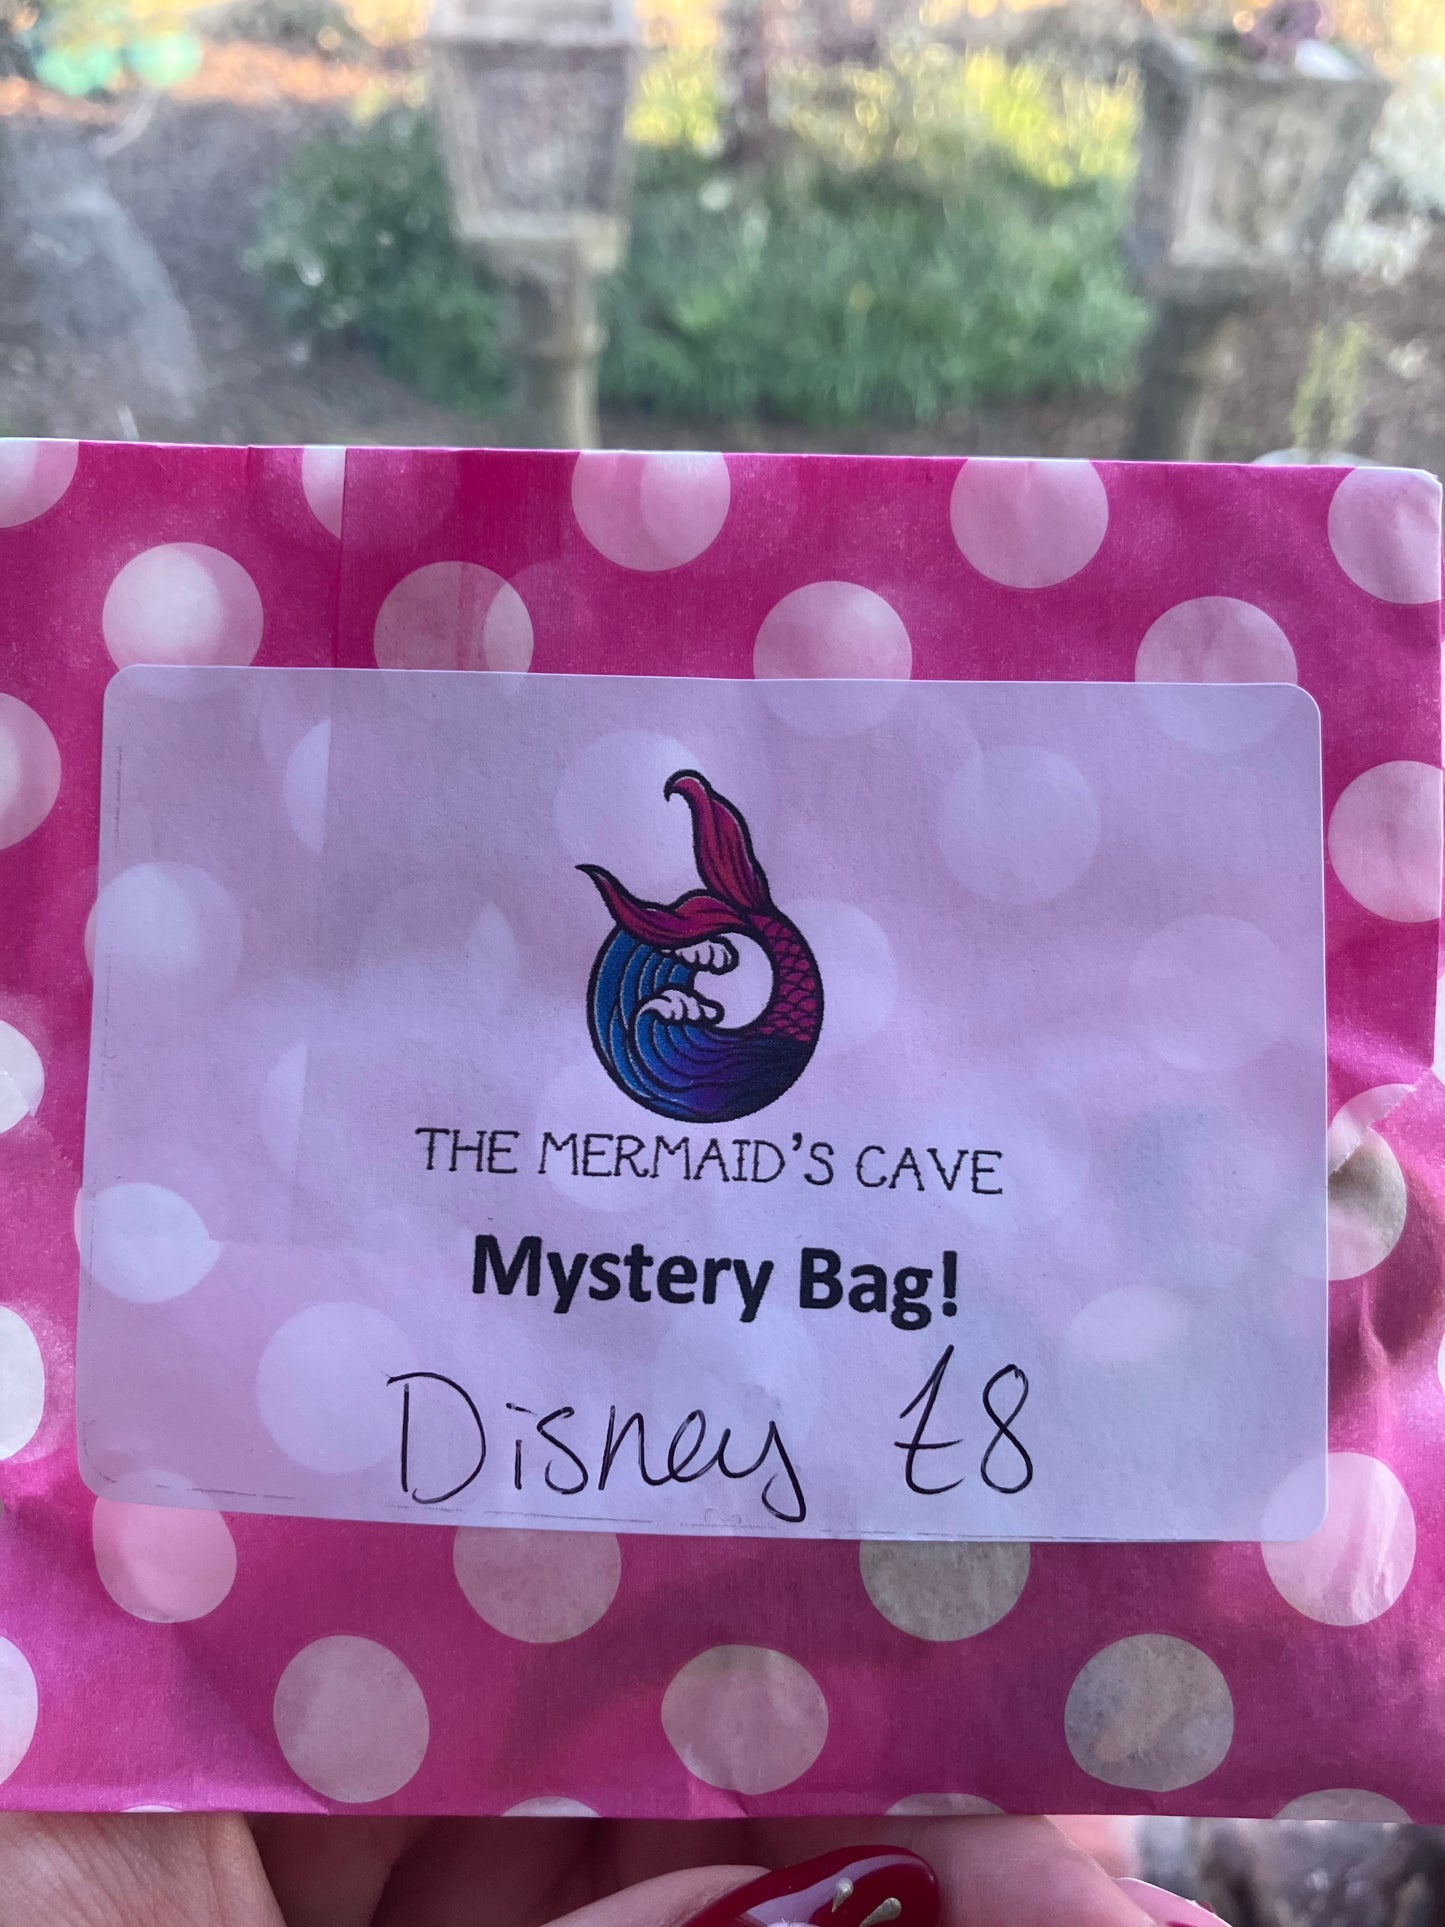 THE MERMAID'S CAVE
Mystery Bag!
Disney £8